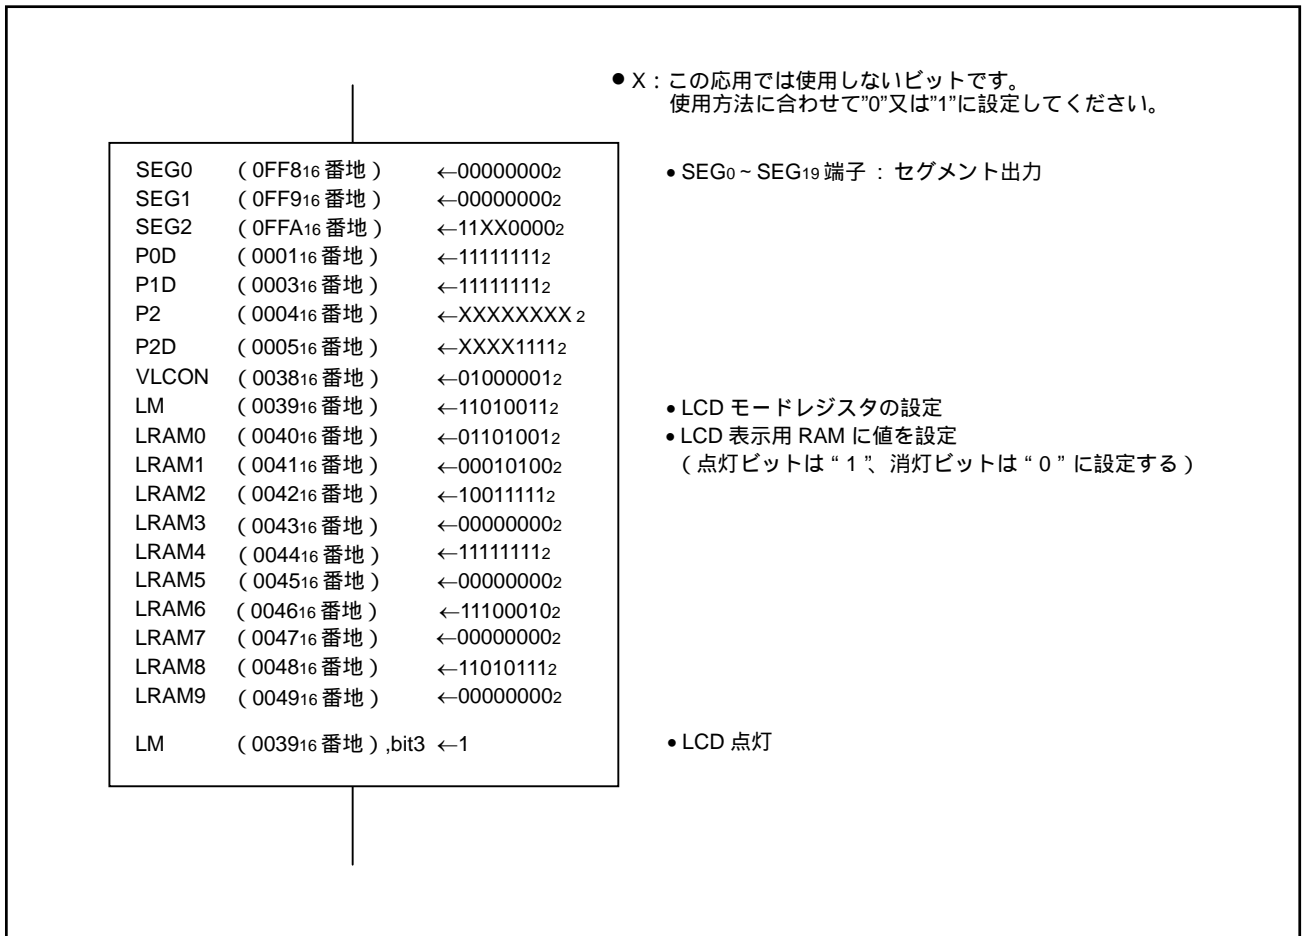 ● X：この応用では使用しないビットです。
使用方法に合わせて”0”又は”1”に設定してください。
SEG0 （0FF816 番地） ←000000002 • SEG0 ~ SEG19 端子 : セグメント出力
SEG1 （0FF916 番地） ←000000002
SEG2 （0FFA16 番地） ←11XX00002
P0D （000116 番地） ←111111112
P1D （000316 番地） ←111111112
P2 （000416 番地） ←XXXXXXXX 2
P2D （000516 番地） ←XXXX11112
VLCON （003816 番地） ←010000012
LM （003916 番地） ←110100112 • LCD モードレジスタの設定
LRAM0 （004016 番地） ←011010012 • LCD 表示用 RAM に値を設定
LRAM1 （004116 番地） ←000101002 （点灯ビットは “ 1 ”、消灯ビットは “ 0 ” に設定する）
LRAM2 （004216 番地） ←100111112
LRAM3 （004316 番地） ←000000002
LRAM4 （004416 番地） ←111111112
LRAM5 （004516 番地） ←000000002
LRAM6 （004616 番地） ←111000102
LRAM7 （004716 番地） ←000000002
LRAM8 （004816 番地） ←110101112
LRAM9 （004916 番地） ←000000002
LM （003916 番地）,bit3 ←1 • LCD 点灯